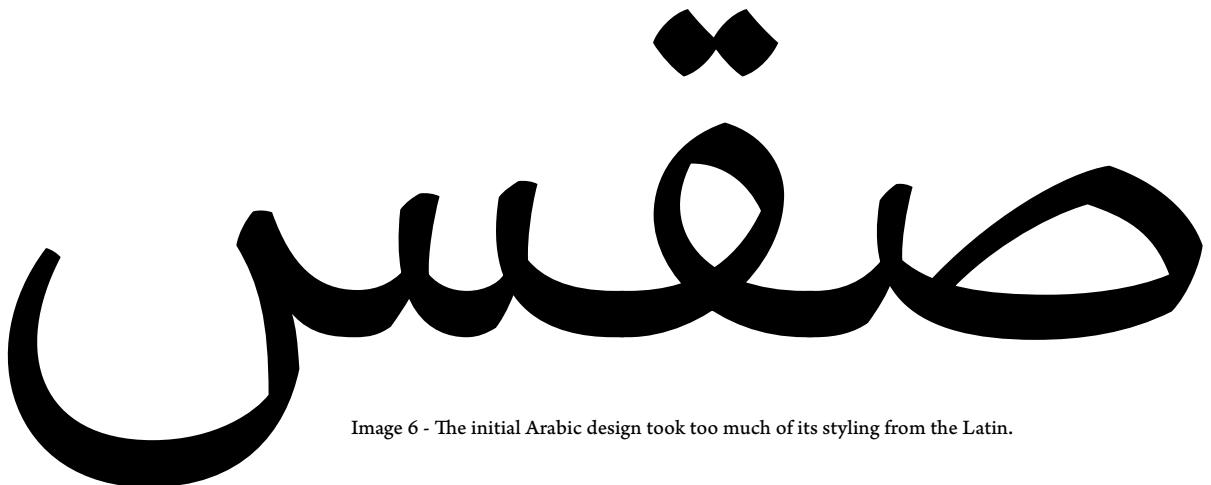 صقس
Image 6 - The initial Arabic design took too much of its styling from the Latin.